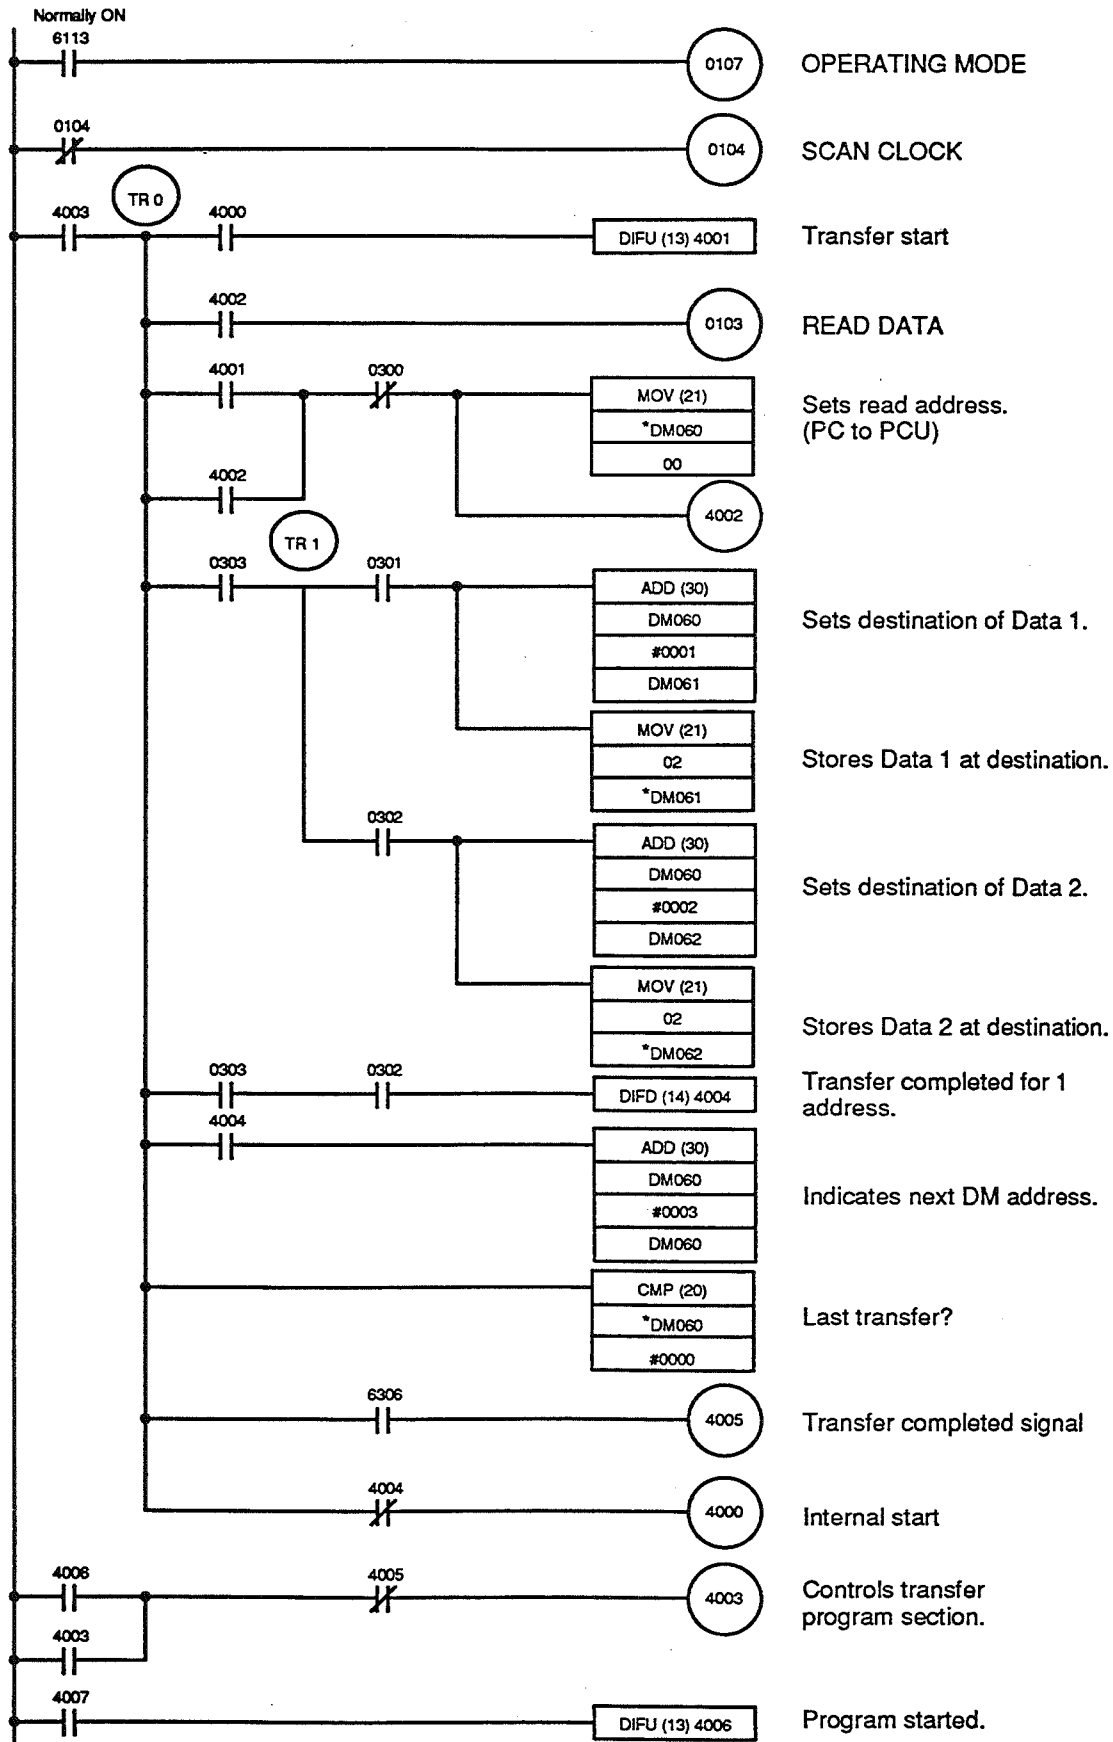 Normally ON
6113
0107 OPERATING MODE
0104
0104 SCAN CLOCK
TR 0
4003 4000
DIFU (13) 4001 Transfer start
4002
0103 READ DATA
4001 0300
MOV (21)
*DM060
00
Sets read address.
(PC to PCU)
4002
4002
TR 1
0303 0301
ADD (30)
DM060
#0001
DM061
Sets destination of Data 1.
MOV (21)
02
*DM061
Stores Data 1 at destination.
0302
ADD (30)
DM060
#0002
DM062
Sets destination of Data 2.
MOV (21)
02
*DM062
Stores Data 2 at destination.
0303 0302
DIFD (14) 4004
Transfer completed for 1
address.
4004
ADD (30)
DM060
#0003
DM060
Indicates next DM address.
CMP (20)
*DM060
#0000
Last transfer?
6306
4005 Transfer completed signal
4004
4000 Internal start
4006 4005
4003
Controls transfer
program section.
4003
4007
DIFU (13) 4006 Program started.